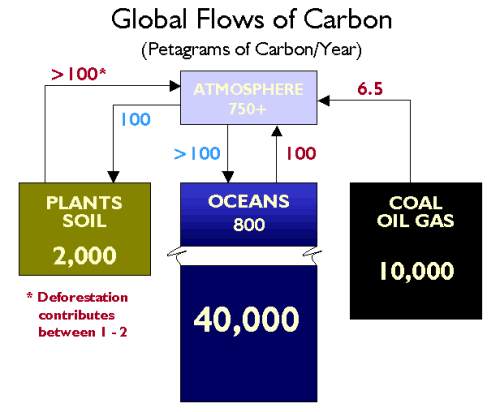 Global Flows of Carbon
(Petagrams of Carbon/Year)
>100*
ATMOSPHERE
750+
6.5
100
>100
100
PLANTS
SOIL
2,000
OCEANS
800
40,000
COAL
OIL GAS
10,000
* Deforestation
contributes
between 1 - 2